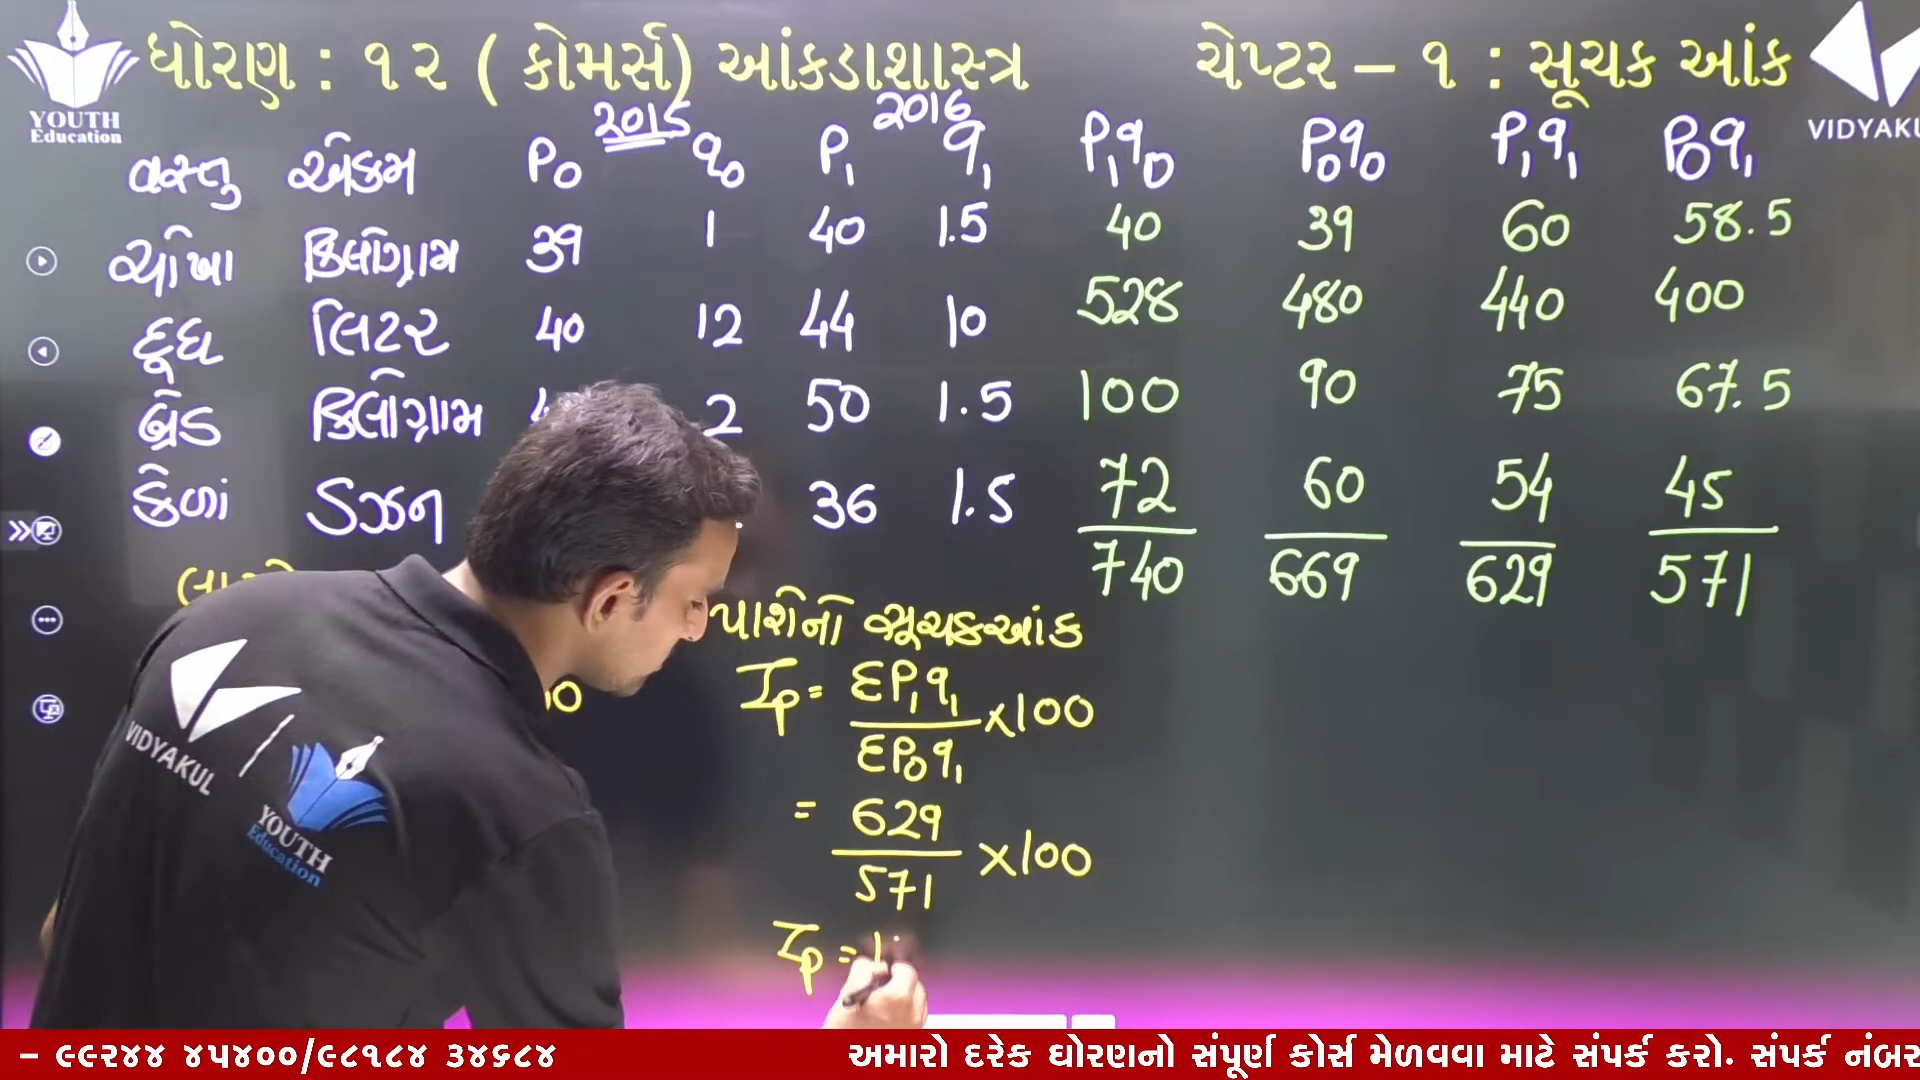 ધોરણ : ૧૨ ( કોમર્સ) આંકડાશાસ્ત્ર ચેપ્ટર – ૧ : સૂચક આંક
YOUTH
Education
VIDYAKU
2015 2016
વસ્તુ એકમ P₀ q₀ P₁ q₁ P₁q₀ P₀q₀ P₁q₁ P₀q₁
ચોખા કિલોગ્રામ 39 1 40 1.5 40 39 60 58.5
દૂધ લિટર 40 12 44 10 528 480 440 400
બ્રેડ કિલોગ્રામ 2 50 1.5 100 90 75 67.5
કેળાં ડઝન 36 1.5 72 60 54 45
740 669 629 571
પાશેનો સૂચકઆંક
Iₚ = ΣP₁q₁ / ΣP₀q₁ ×100
= 629 / 571 ×100
Iₚ = 1
VIDYAKUL
YOUTH
Education
– ૯૯૨૪૪ ૪૫૪૦૦/૯૮૧૮૪ ૩૪૬૮૪ અમારો દરેક ધોરણનો સંપૂર્ણ કોર્સ મેળવવા માટે સંપર્ક કરો. સંપર્ક નંબર